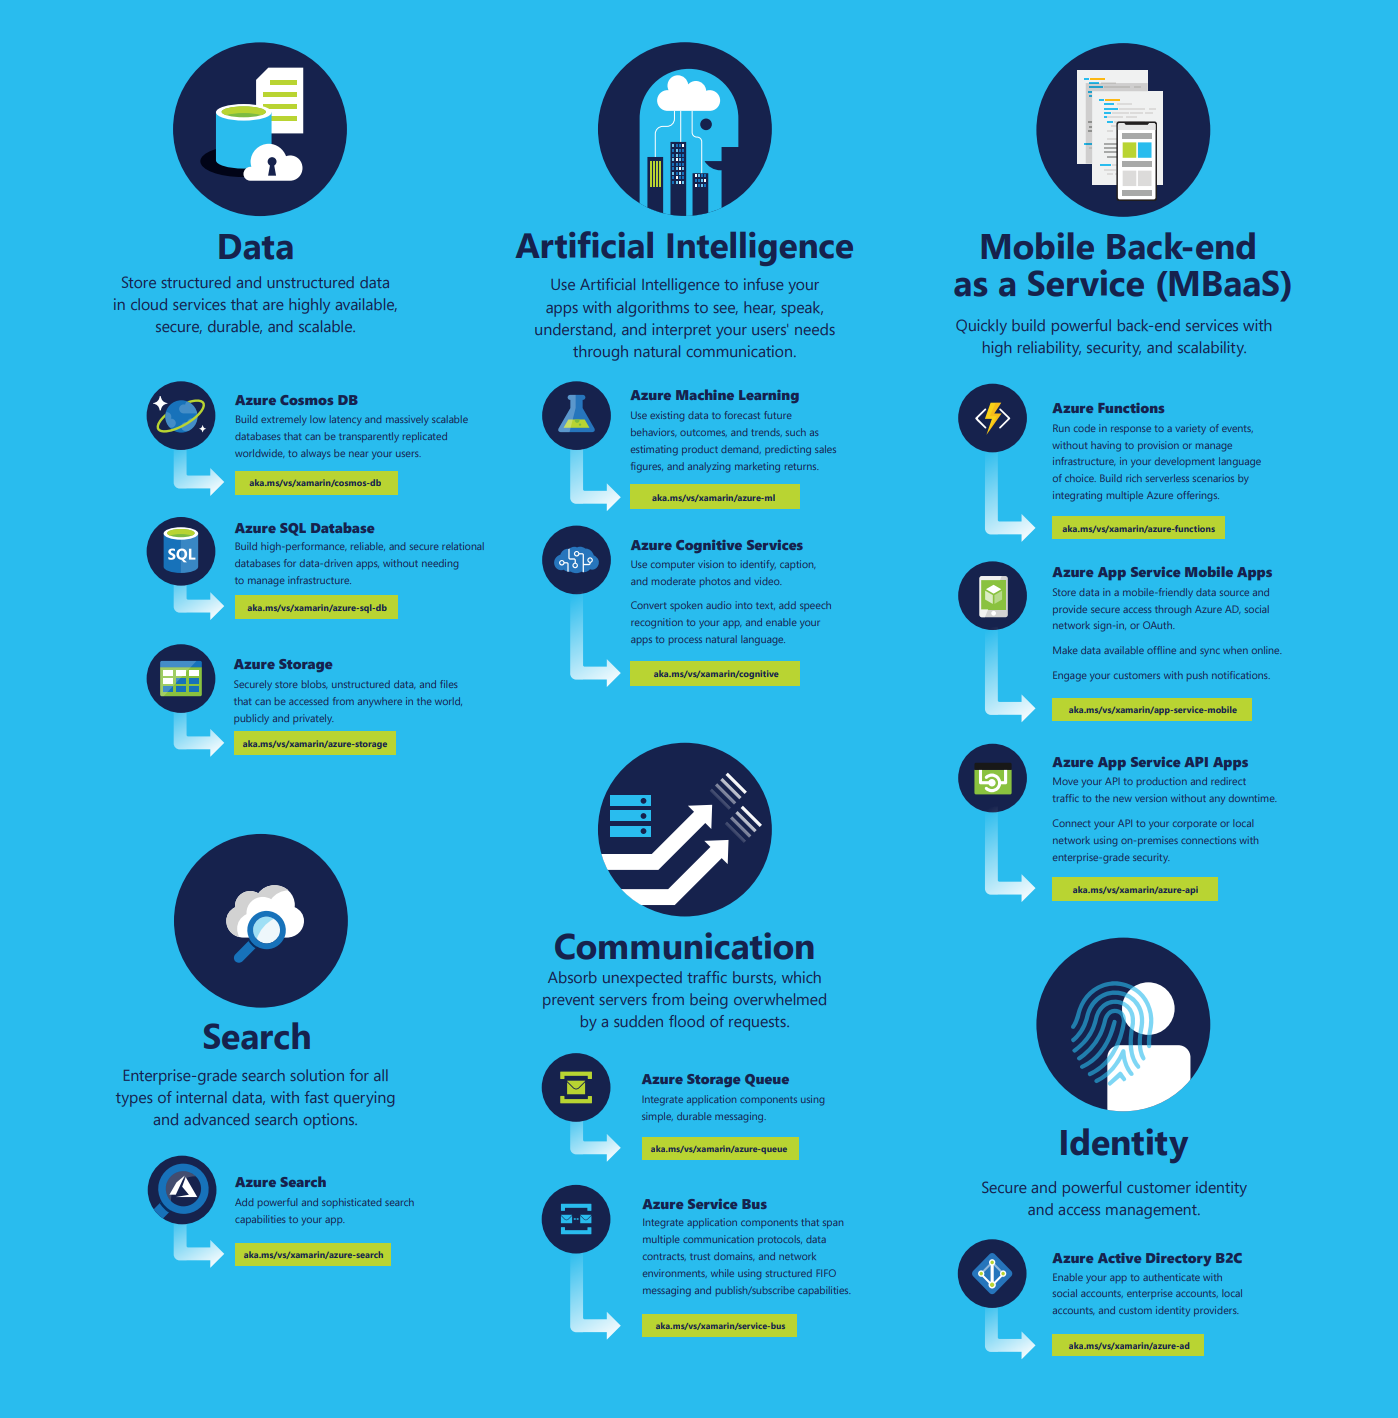 Data
Store structured and unstructured data
in cloud services that are highly available,
secure, durable, and scalable.
Azure Cosmos DB
Build extremely low latency and massively scalable
databases that can be transparently replicated
worldwide, to always be near your users.
aka.ms/vs/xamarin/cosmos-db
SQL
Azure SQL Database
Build high-performance, reliable, and secure relational
databases for data-driven apps, without needing
to manage infrastructure.
aka.ms/vs/xamarin/azure-sql-db
Azure Storage
Securely store blobs, unstructured data, and files
that can be accessed from anywhere in the world,
publicly and privately.
aka.ms/vs/xamarin/azure-storage
Search
Enterprise-grade search solution for all
types of internal data, with fast querying
and advanced search options.
Azure Search
Add powerful and sophisticated search
capabilities to your app.
aka.ms/vs/xamarin/azure-search
Artificial Intelligence
Use Artificial Intelligence to infuse your
apps with algorithms to see, hear, speak,
understand, and interpret your users' needs
through natural communication.
Azure Machine Learning
Use existing data to forecast future
behaviors, outcomes, and trends, such as
estimating product demand, predicting sales
figures, and analyzing marketing returns.
aka.ms/vs/xamarin/azure-ml
Azure Cognitive Services
Use computer vision to identify, caption,
and moderate photos and video.
Convert spoken audio into text, add speech
recognition to your app, and enable your
apps to process natural language.
aka.ms/vs/xamarin/cognitive
Communication
Absorb unexpected traffic bursts, which
prevent servers from being overwhelmed
by a sudden flood of requests.
Azure Storage Queue
Integrate application components using
simple, durable messaging.
aka.ms/vs/xamarin/azure-queue
Azure Service Bus
Integrate application components that span
multiple communication protocols, data
contracts, trust domains, and network
environments, while using structured FIFO
messaging and publish/subscribe capabilities.
aka.ms/vs/xamarin/service-bus
Mobile Back-end
as a Service (MBaaS)
Quickly build powerful back-end services with
high reliability, security, and scalability.
Azure Functions
Run code in response to a variety of events,
without having to provision or manage
infrastructure, in your development language
of choice. Build rich serverless scenarios by
integrating multiple Azure offerings.
aka.ms/vs/xamarin/azure-functions
Azure App Service Mobile Apps
Store data in a mobile-friendly data source and
provide secure access through Azure AD, social
network sign-in, or OAuth.
Make data available offline and sync when online.
Engage your customers with push notifications.
aka.ms/vs/xamarin/app-service-mobile
Azure App Service API Apps
Move your API to production and redirect
traffic to the new version without any downtime.
Connect your API to your corporate or local
network using on-premises connections with
enterprise-grade security.
aka.ms/vs/xamarin/azure-api
Identity
Secure and powerful customer identity
and access management.
Azure Active Directory B2C
Enable your app to authenticate with
social accounts, enterprise accounts, local
accounts, and custom identity providers.
aka.ms/vs/xamarin/azure-ad